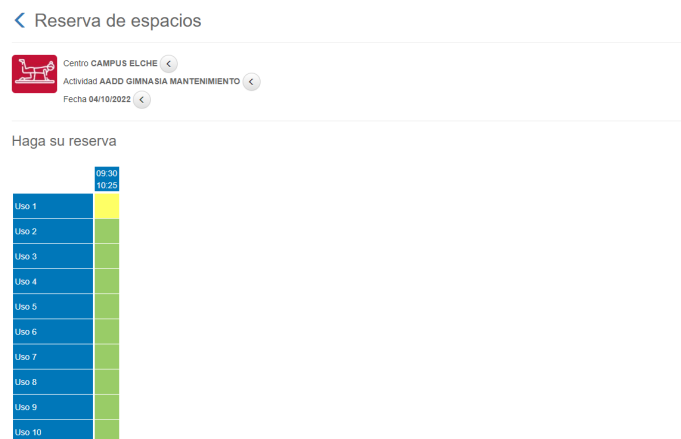 Reserva de espacios
Centro CAMPUS ELCHE
Actividad AADD GIMNASIA MANTENIMIENTO
Fecha 04/10/2022
Haga su reserva
09:30
10:25
Uso 1
Uso 2
Uso 3
Uso 4
Uso 5
Uso 6
Uso 7
Uso 8
Uso 9
Uso 10